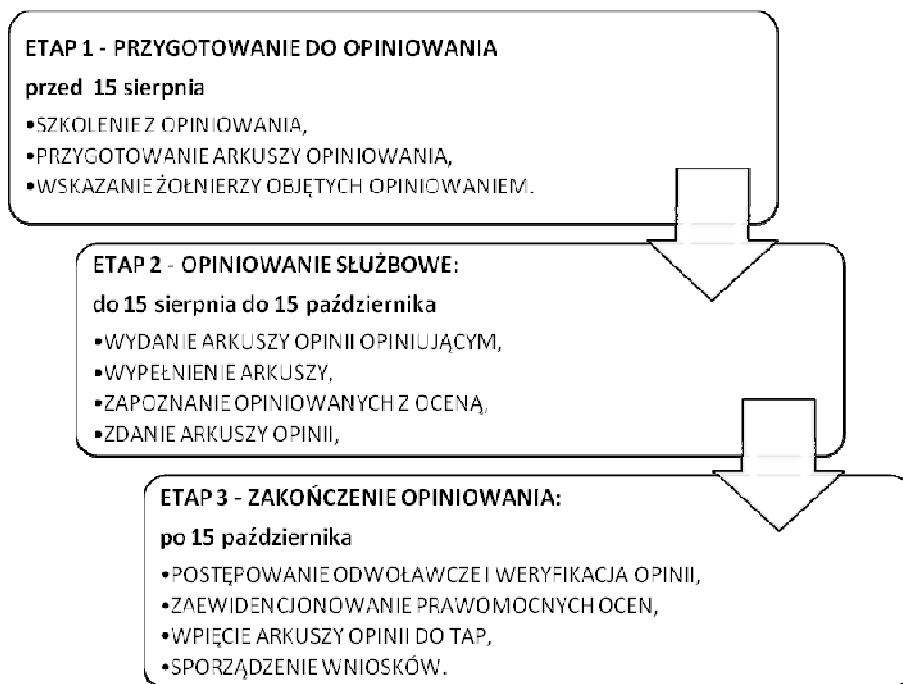 ETAP 1 - PRZYGOTOWANIE DO OPINIOWANIA
przed 15 sierpnia
•SZKOLENIE Z OPINIOWANIA,
•PRZYGOTOWANIE ARKUSZY OPINIOWANIA,
•WSKAZANIE ŻOŁNIERZY OBJĘTYCH OPINIOWANIEM.
ETAP 2 - OPINIOWANIE SŁUŻBOWE:
do 15 sierpnia do 15 października
•WYDANIE ARKUSZY OPINII OPINIUJĄCYM,
•WYPEŁNIENIE ARKUSZY,
•ZAPOZNANIE OPINIOWANYCH Z OCENĄ,
•ZDANIE ARKUSZY OPINII,
ETAP 3 - ZAKOŃCZENIE OPINIOWANIA:
po 15 października
•POSTĘPOWANIE ODWOŁAWCZE I WERYFIKACJA OPINII,
•ZAEWIDENCJONOWANIE PRAWOMOCNYCH OCEN,
•WPIĘCIE ARKUSZY OPINII DO TAP,
•SPORZĄDZENIE WNIOSKÓW.